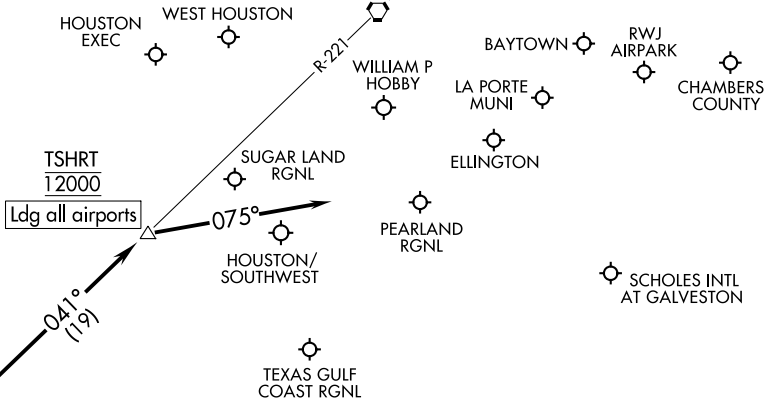 HOUSTON
EXEC
WEST HOUSTON
R-221
WILLIAM P
HOBBY
BAYTOWN
RWJ
AIRPARK
LA PORTE
MUNI
CHAMBERS
COUNTY
ELLINGTON
TSHRT
12000
Ldg all airports
SUGAR LAND
RGNL
075°
HOUSTON/
SOUTHWEST
PEARLAND
RGNL
SCHOLES INTL
AT GALVESTON
041°
(19)
TEXAS GULF
COAST RGNL